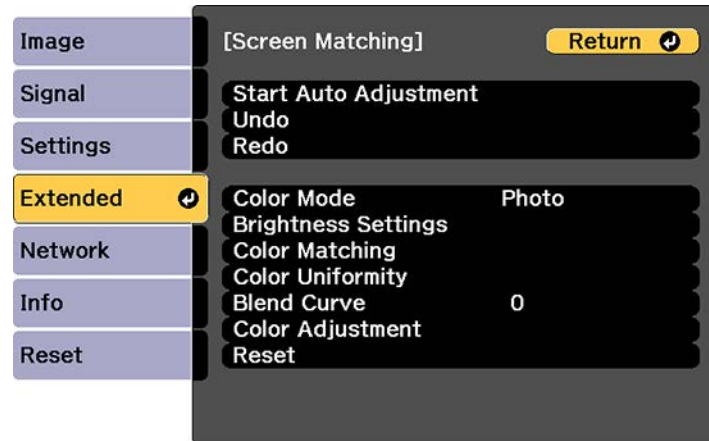 Image
Signal
Settings
Extended
Network
Info
Reset
[Screen Matching]
Return
Start Auto Adjustment
Undo
Redo
Color Mode Photo
Brightness Settings
Color Matching
Color Uniformity
Blend Curve 0
Color Adjustment
Reset